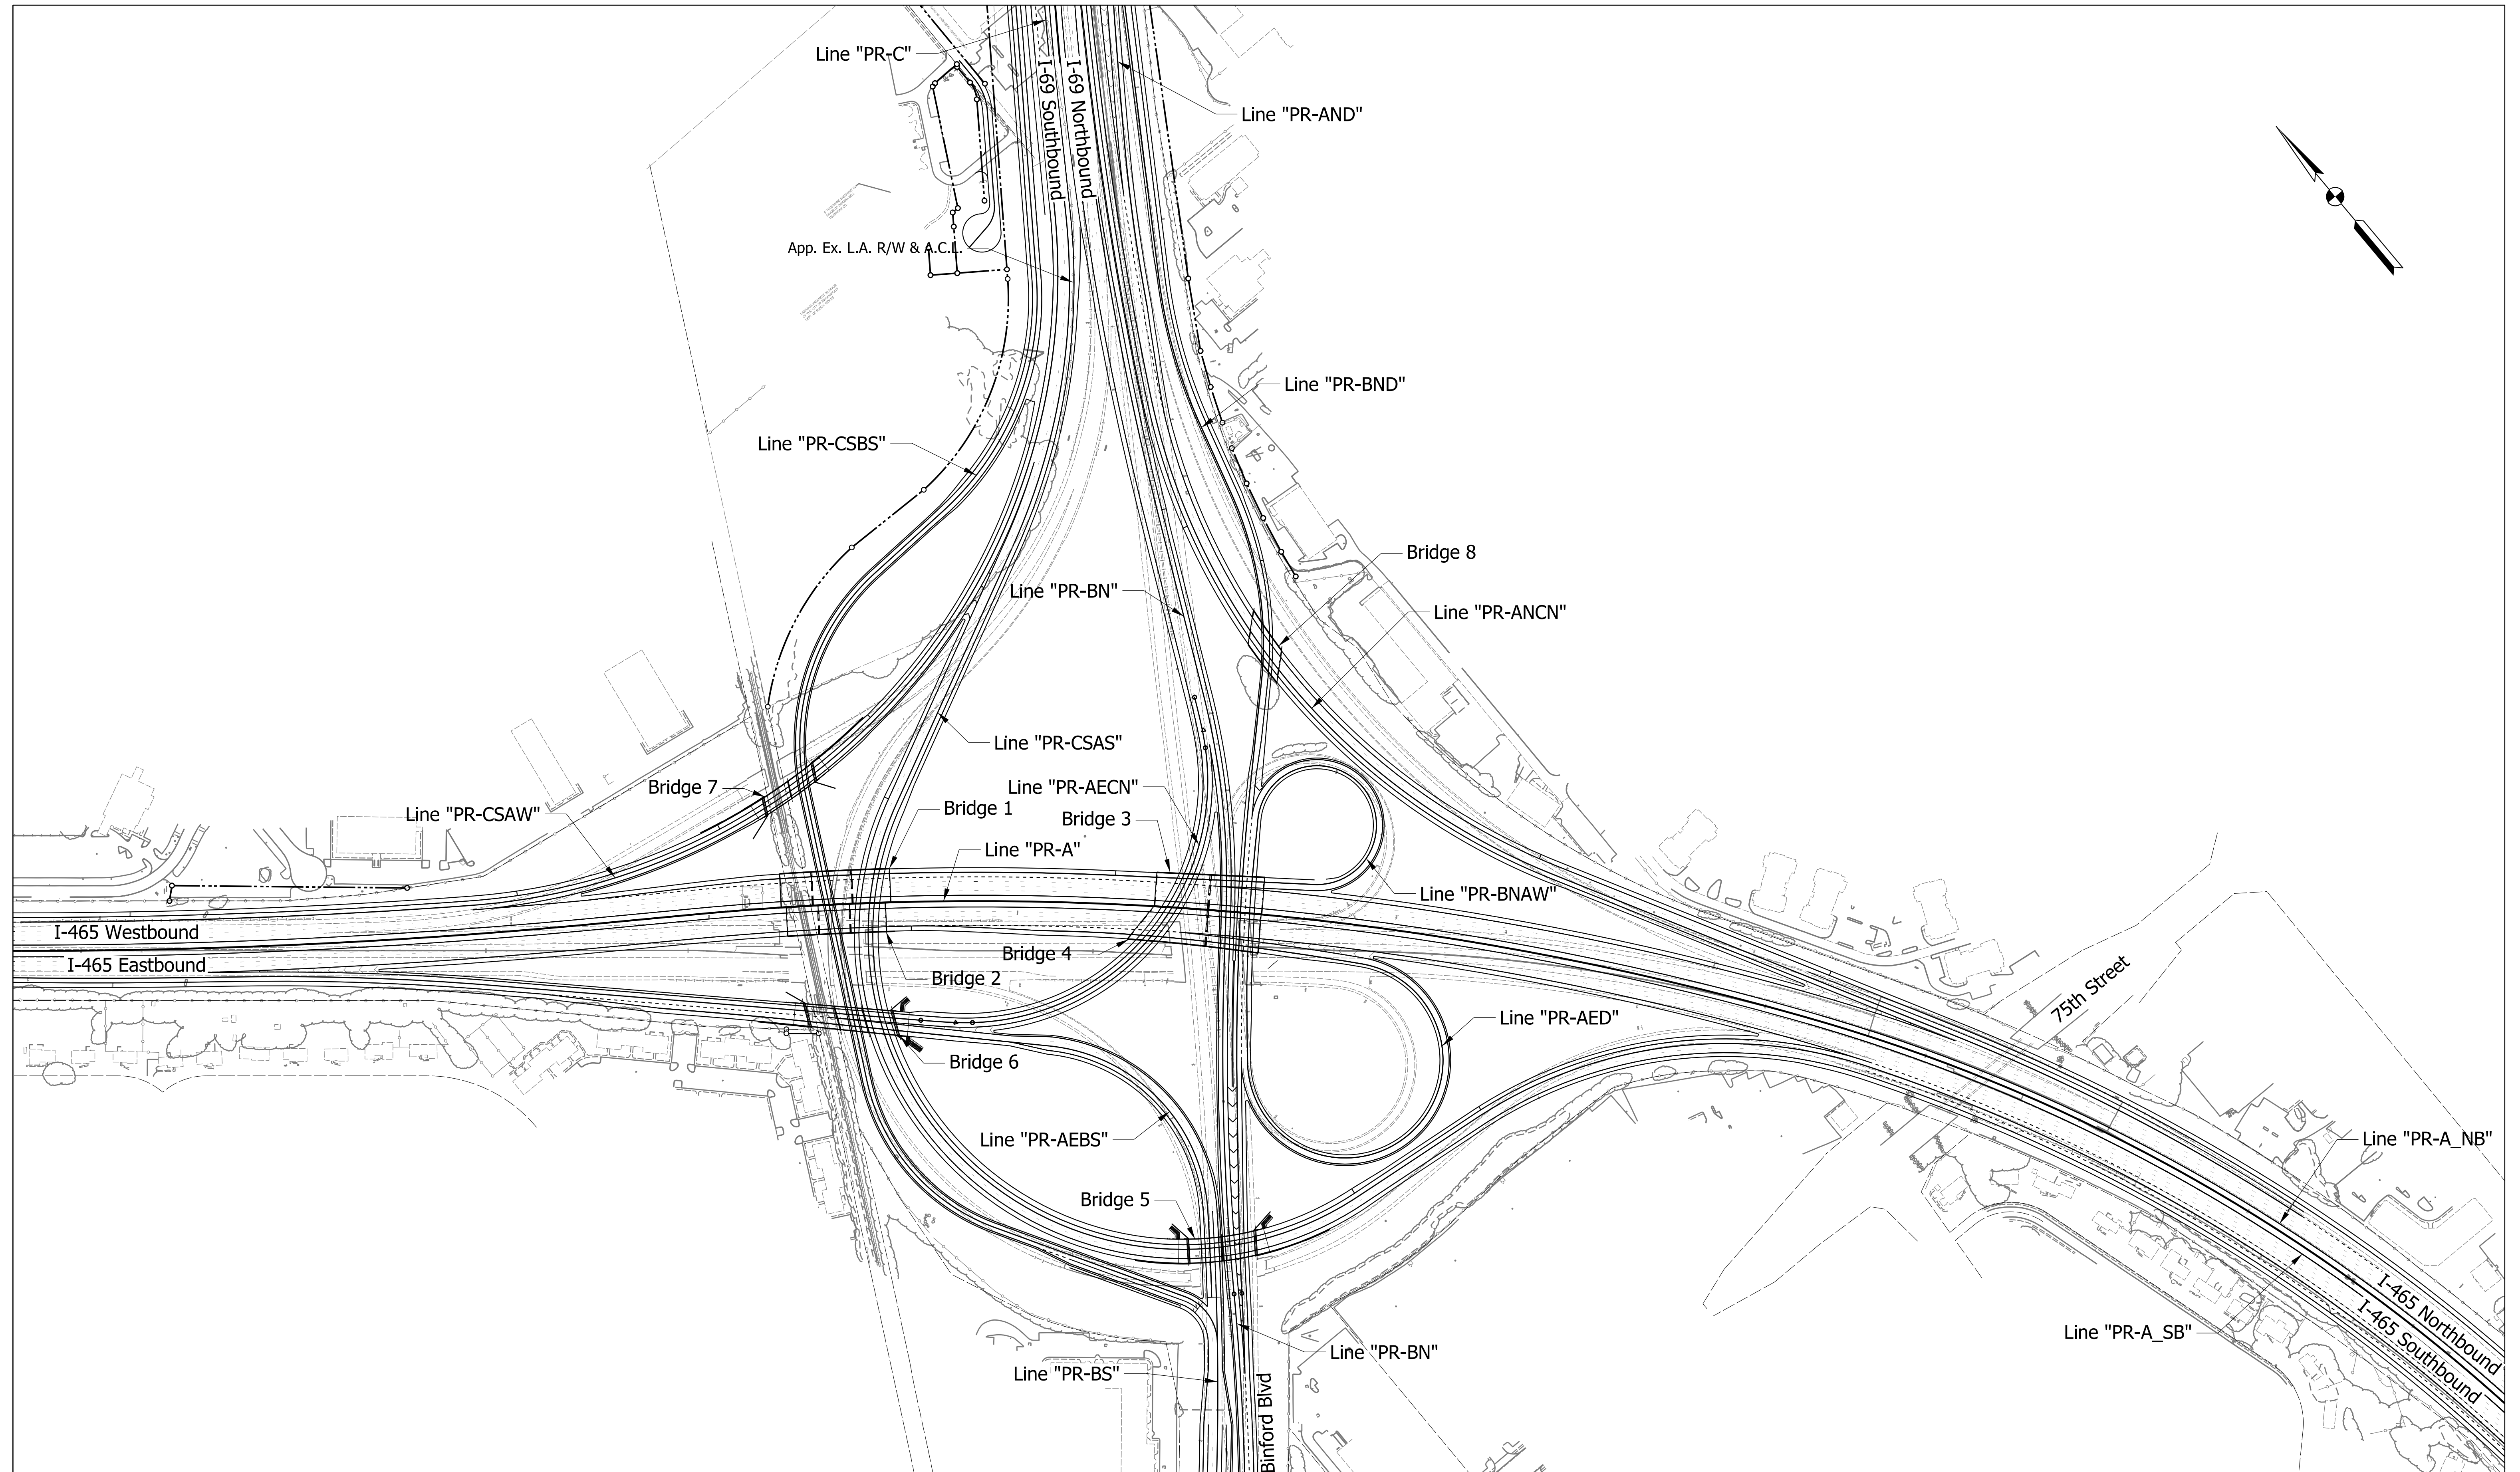 Line "PR-C"
I-69 Southbound
I-69 Northbound
Line "PR-AND"
App. Ex. L.A. R/W & A.C.L.
Line "PR-BND"
Line "PR-CSBS"
Bridge 8
Line "PR-BN"
Line "PR-ANCN"
Line "PR-CSAS"
Line "PR-AECN"
Bridge 7
Bridge 1
Line "PR-CSAW"
Bridge 3
Line "PR-A"
Line "PR-BNAW"
I-465 Westbound
Bridge 4
I-465 Eastbound
Bridge 2
75th Street
Line "PR-AED"
Bridge 6
Line "PR-AEBS"
Line "PR-A_NB"
Bridge 5
I-465 Northbound
I-465 Southbound
Line "PR-A_SB"
Line "PR-BN"
Line "PR-BS"
Binford Blvd